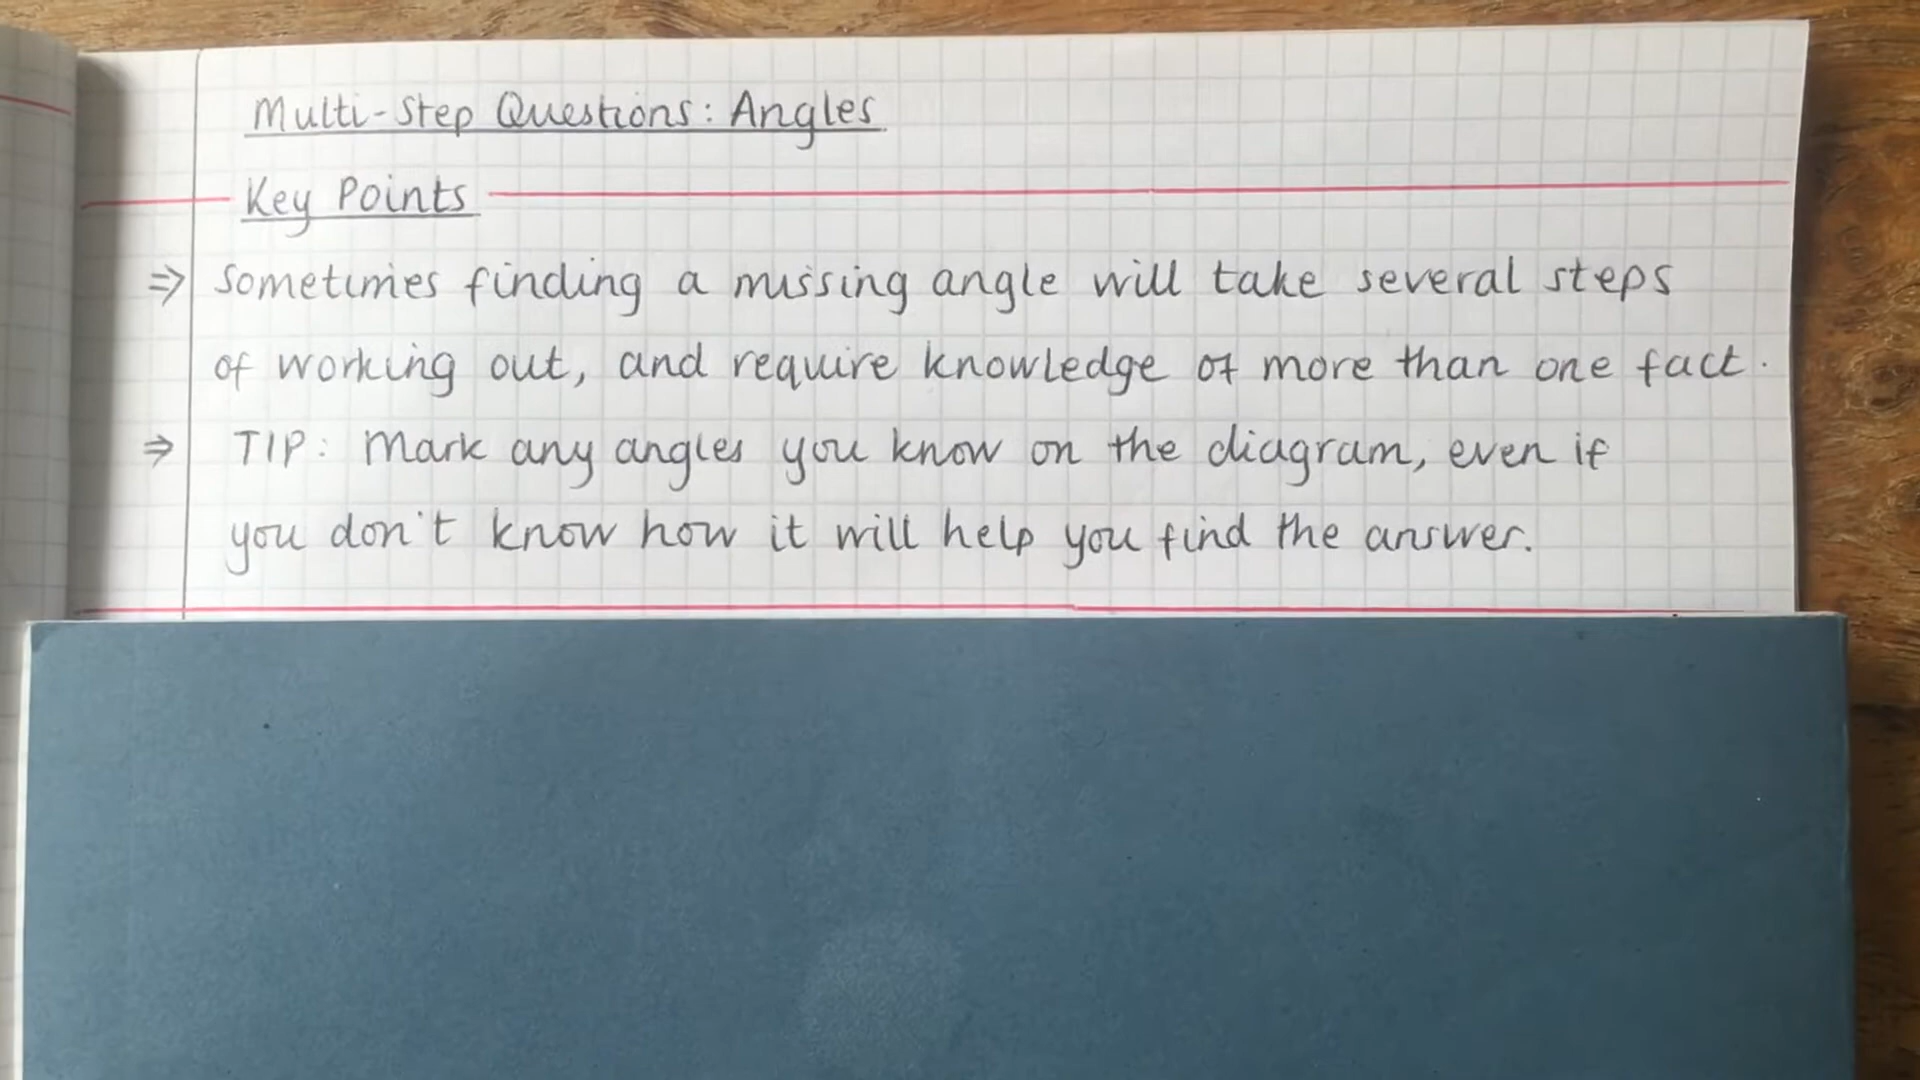 Multi-Step Questions: Angles
Key Points
⇒ Sometimes finding a missing angle will take several steps
of working out, and require knowledge of more than one fact.
⇒ TIP: Mark any angles you know on the diagram, even if
you don't know how it will help you find the answer.